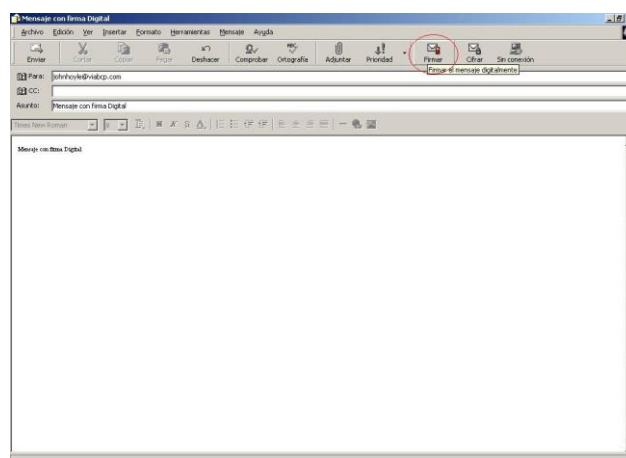 Mensaje con firma Digital
Archivo Edición Ver Insertar Formato Herramientas Mensaje Ayuda
Enviar Cortar Copiar Pegar Deshacer Comprobar Ortografía Adjuntar Prioridad Firmar Cifrar Sin conexión
Firmar el mensaje digitalmente
Para: johnhoyle@viabcp.com
CC:
Asunto: Mensaje con firma Digital
Times New Roman
N K S A
Mensaje con firma Digital